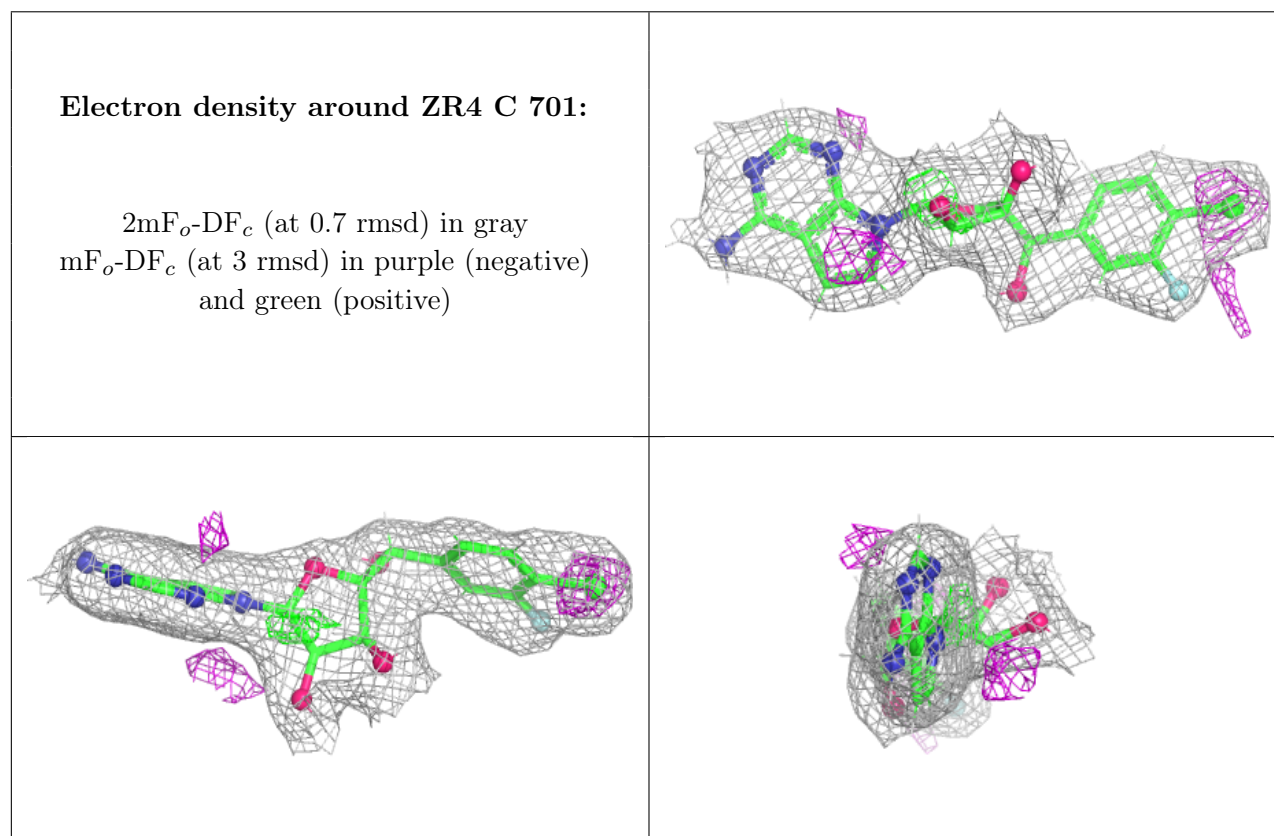 Electron density around ZR4 C 701:
2mFo-DFc (at 0.7 rmsd) in gray
mFo-DFc (at 3 rmsd) in purple (negative)
and green (positive)